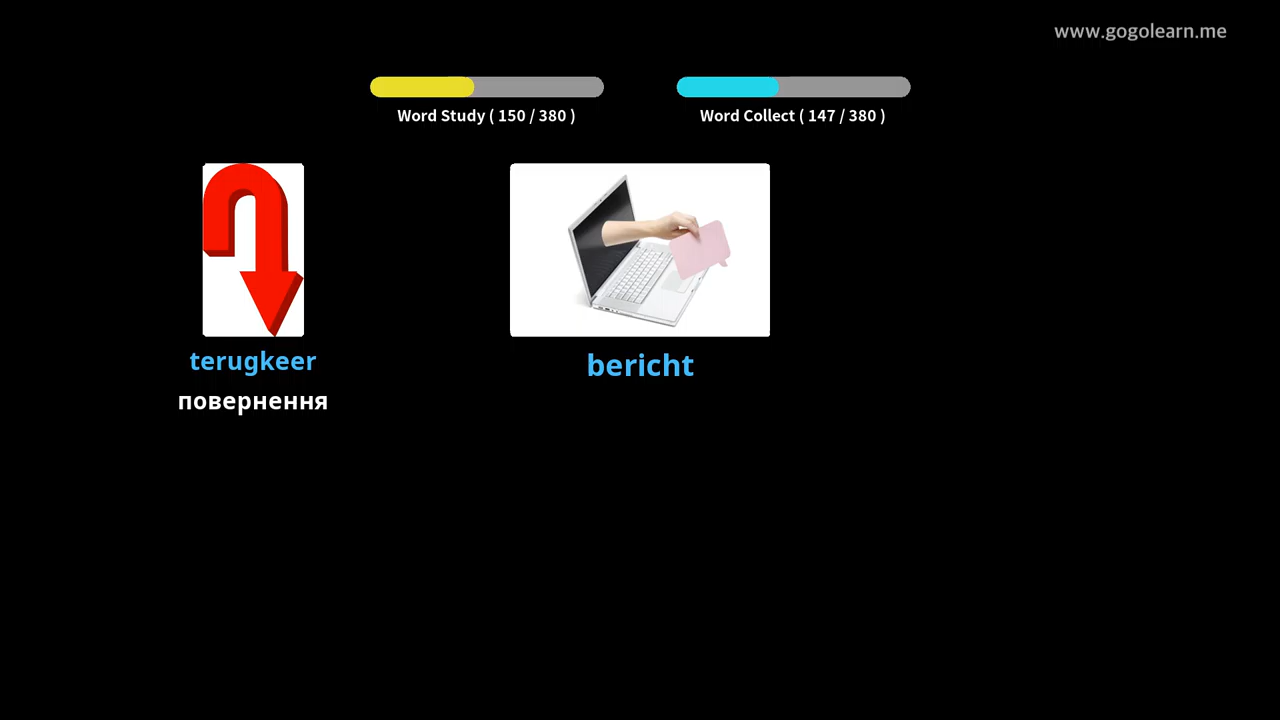 www.gogolearn.me
Word Study ( 150 / 380 )
Word Collect ( 147 / 380 )
terugkeer
повернення
bericht